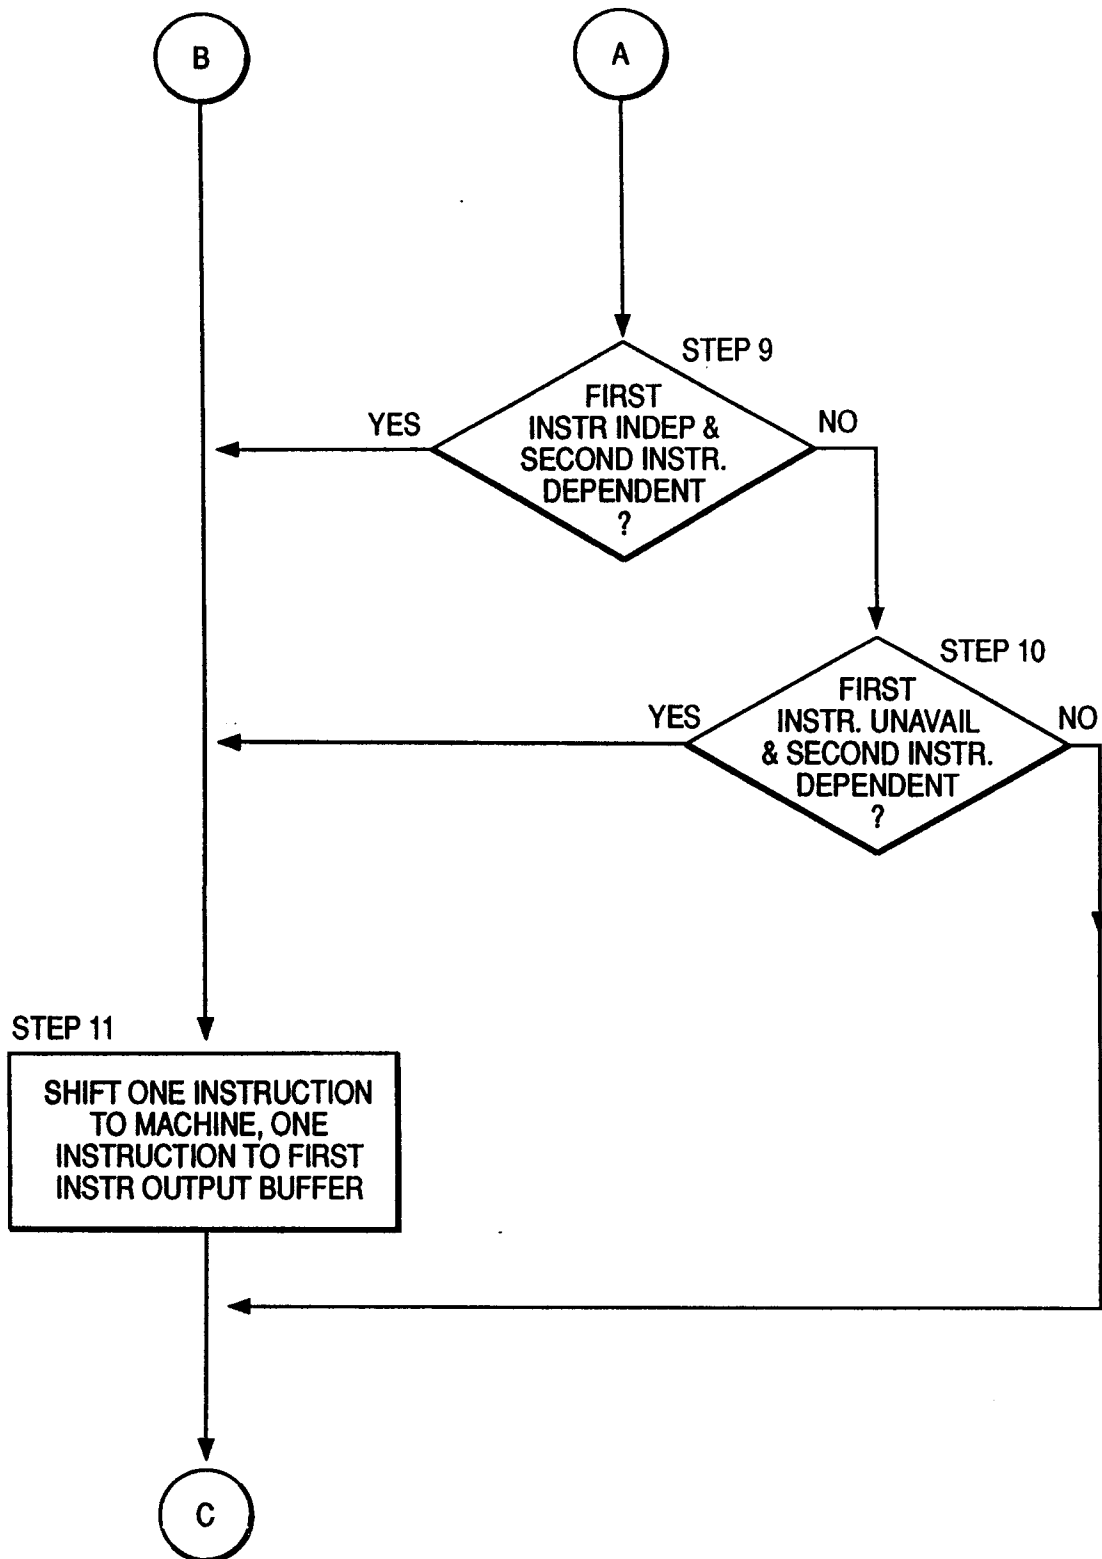 B
A
STEP 9
FIRST
INSTR INDEP &
SECOND INSTR.
DEPENDENT
?
YES
NO
STEP 10
FIRST
INSTR. UNAVAIL
& SECOND INSTR.
DEPENDENT
?
YES
NO
STEP 11
SHIFT ONE INSTRUCTION
TO MACHINE, ONE
INSTRUCTION TO FIRST
INSTR OUTPUT BUFFER
C